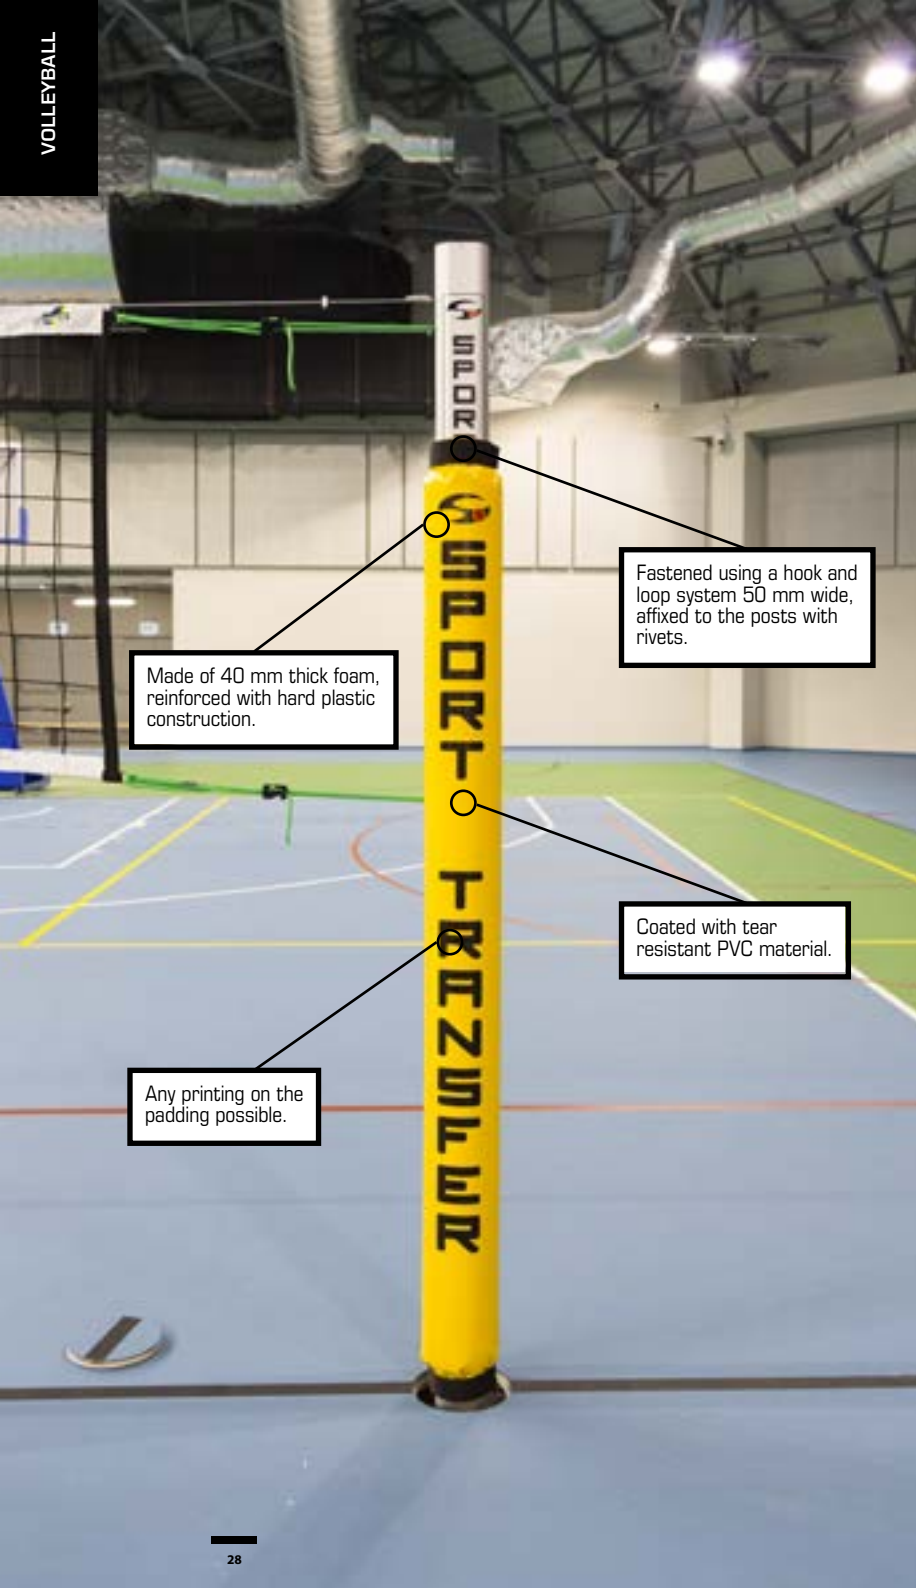 VOLLEYBALL
SPOR
SPORT TRANSFER
Fastened using a hook and
loop system 50 mm wide,
affixed to the posts with
rivets.
Made of 40 mm thick foam,
reinforced with hard plastic
construction.
Coated with tear
resistant PVC material.
Any printing on the
padding possible.
28